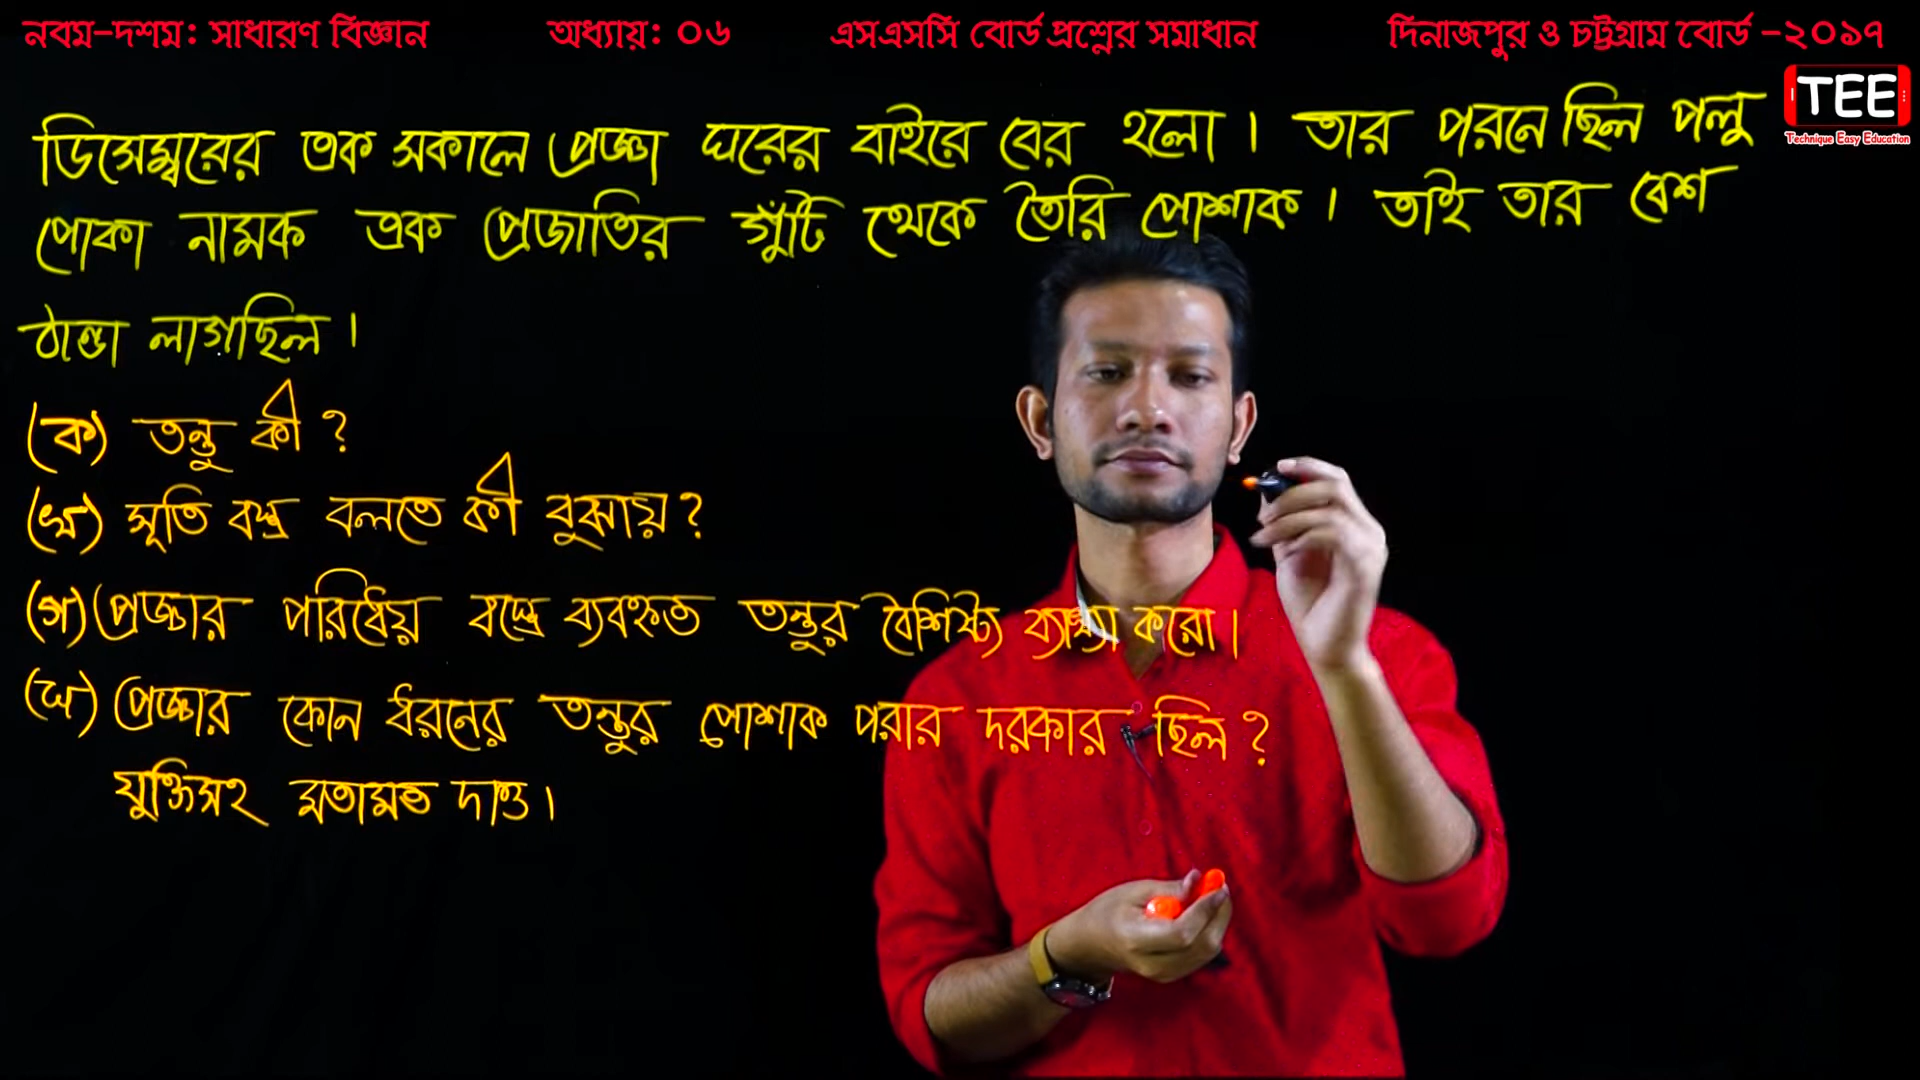 নবম-দশম: সাধারণ বিজ্ঞান অধ্যায়: ০৬ এসএসসি বোর্ড প্রশ্নের সমাধান দিনাজপুর ও চট্টগ্রাম বোর্ড -২০১৭
TEE
Technique Easy Education
ডিসেম্বরের এক সকালে প্রজ্ঞা ঘরের বাইরে বের হলো। তার পরনে ছিল পলু
পোকা নামক এক প্রজাতির গুঁটি থেকে তৈরি পোশাক। তাই তার বেশ
ঠান্ডা লাগছিল।
(ক) তন্তু কী?
(খ) সূতি বস্ত্র বলতে কী বুঝায়?
(গ) প্রজ্ঞার পরিধেয় বস্ত্রে ব্যবহৃত তন্তুর বৈশিষ্ট্য ব্যাখ্যা করো।
(ঘ) প্রজ্ঞার কোন ধরনের তন্তুর পোশাক পরার দরকার ছিল?
যুক্তিসহ মতামত দাও।